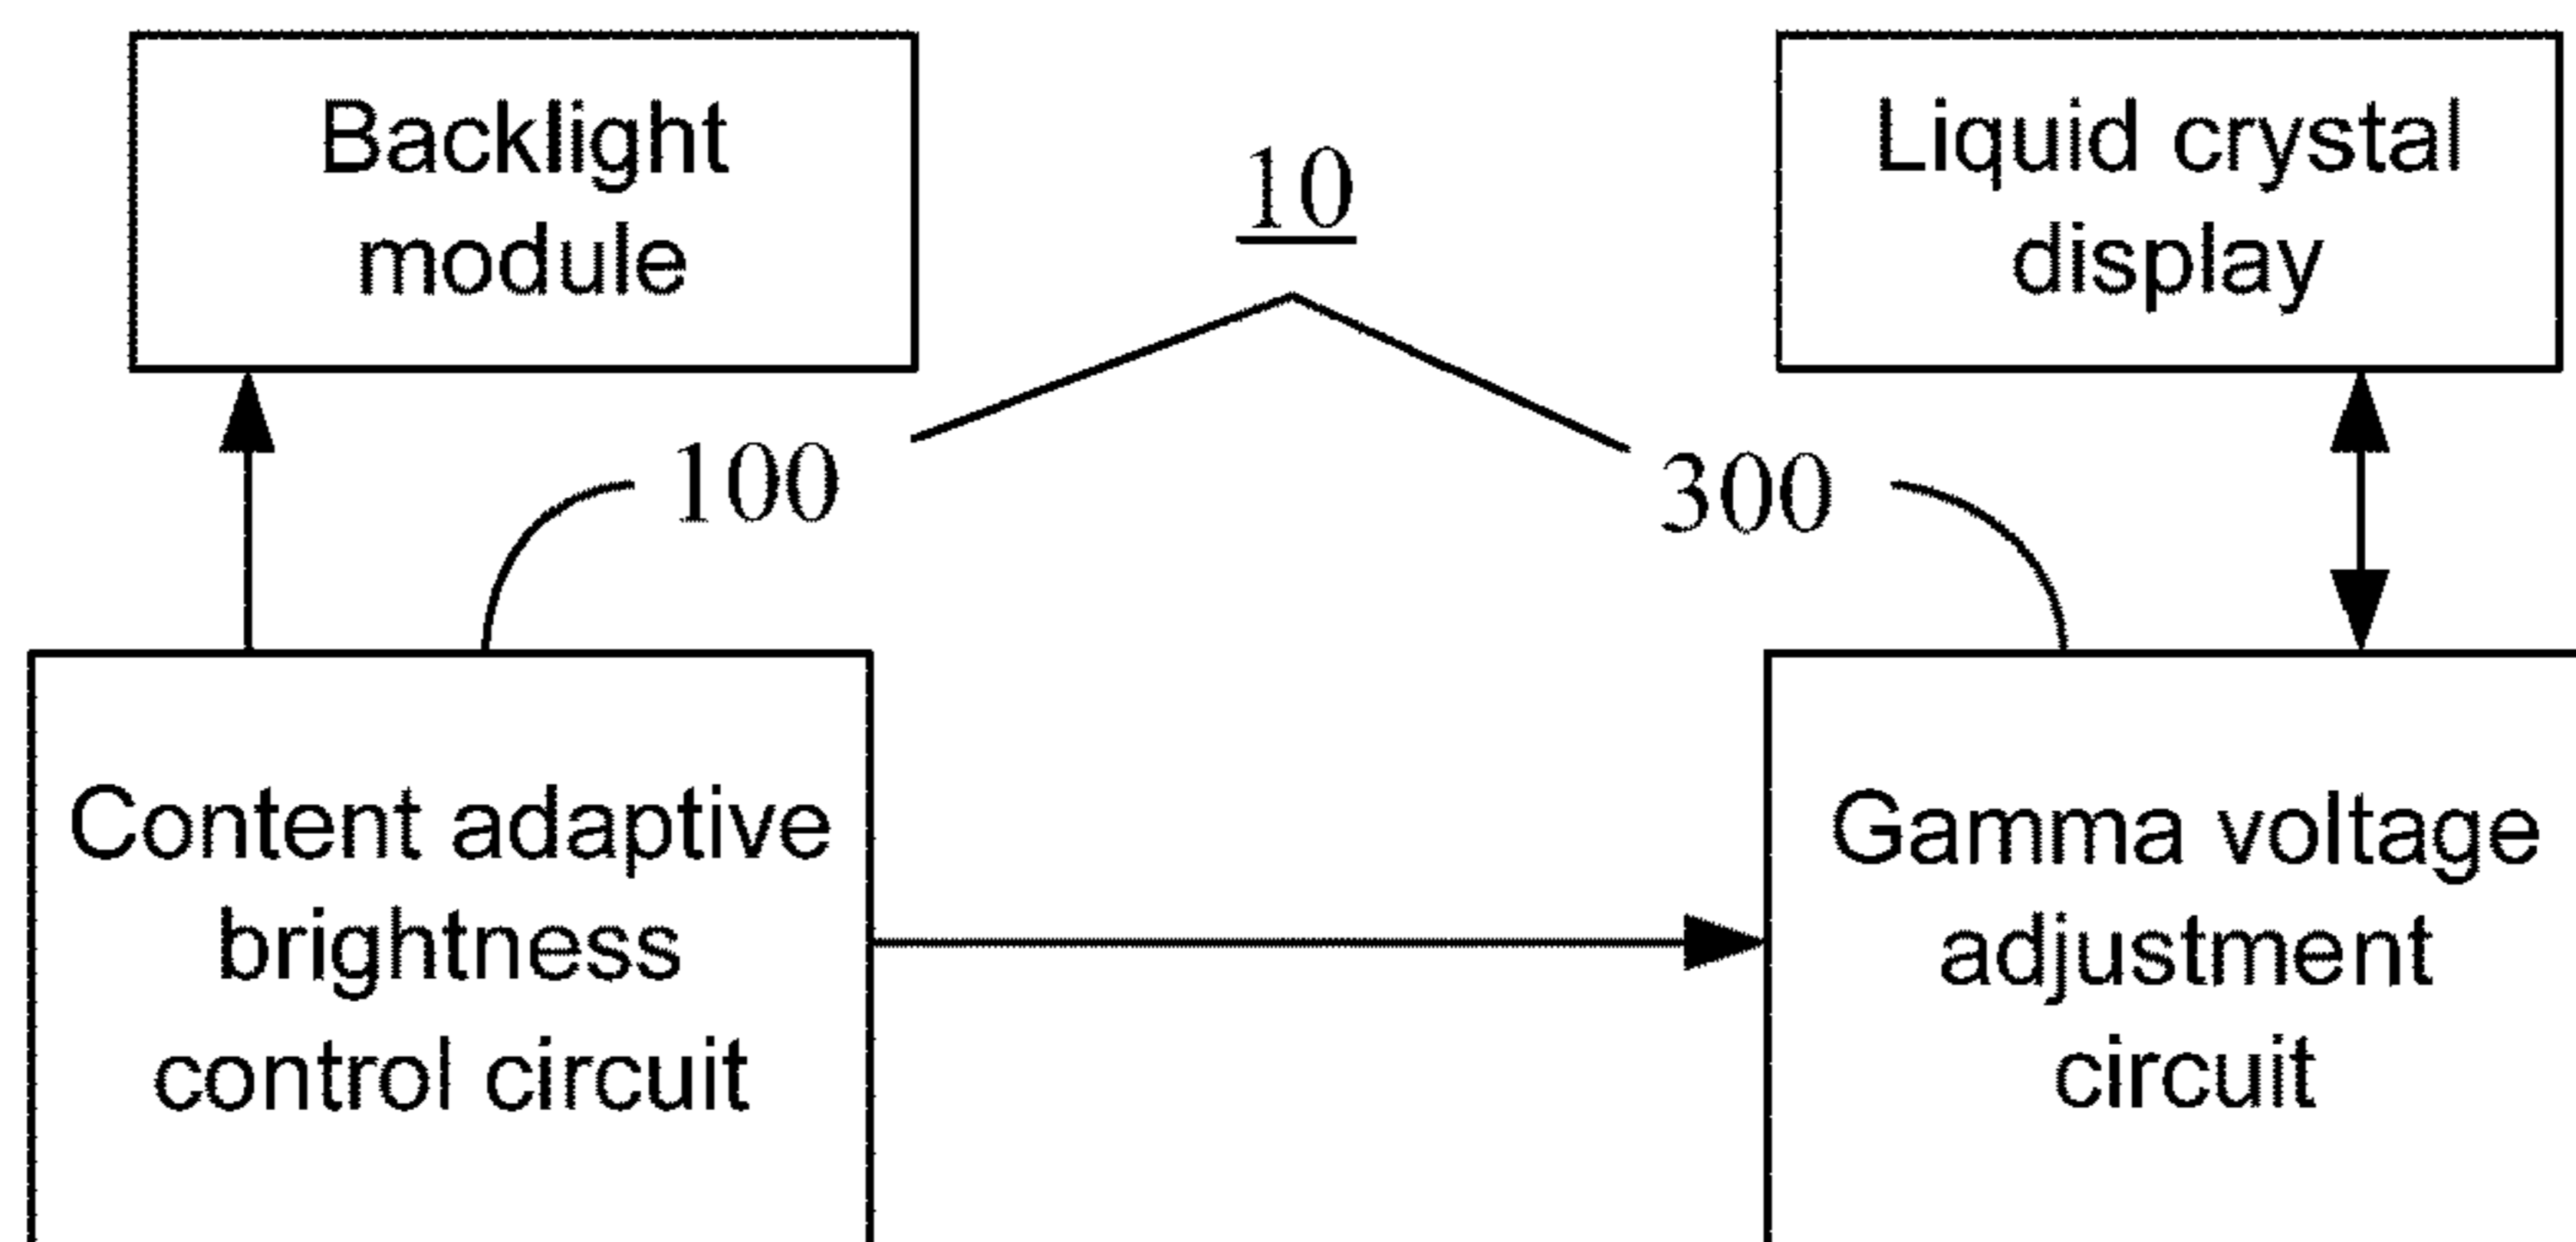 Backlight
module
10
Liquid crystal
display
100
300
Content adaptive
brightness
control circuit
Gamma voltage
adjustment
circuit